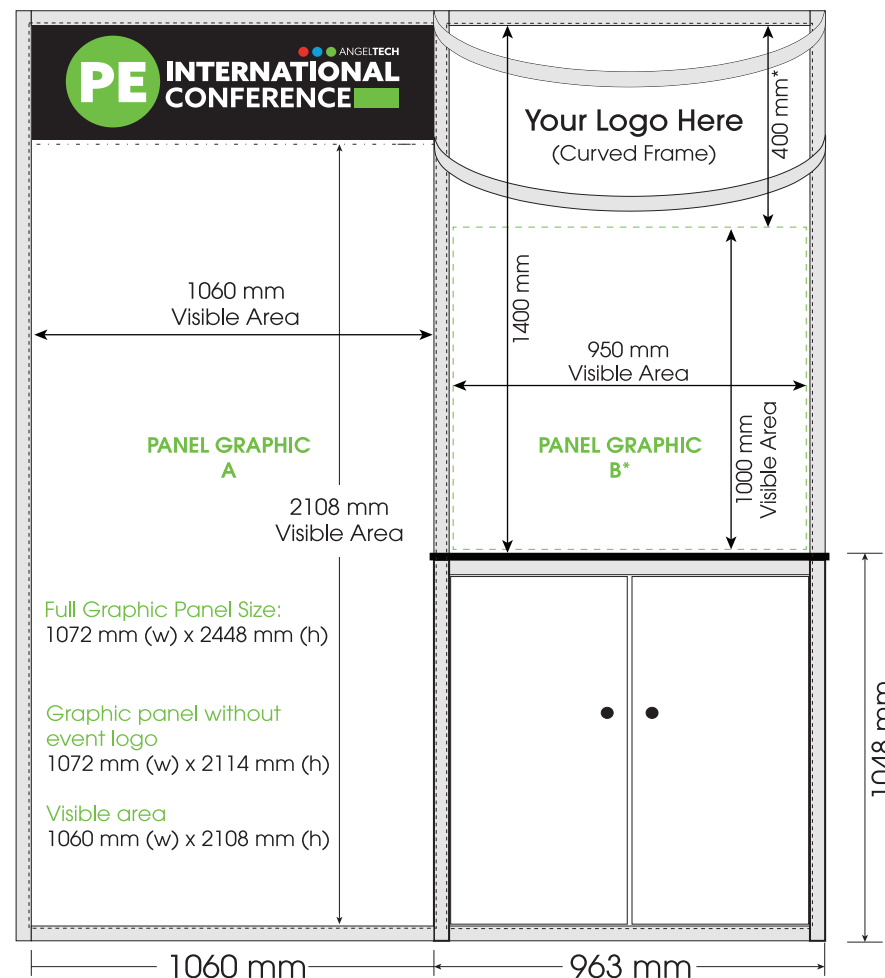 PE
ANGELTECH
INTERNATIONAL
CONFERENCE
Your Logo Here
(Curved Frame)
400 mm*
1400 mm
1060 mm
Visible Area
950 mm
Visible Area
1000 mm
Visible Area
PANEL GRAPHIC
A
PANEL GRAPHIC
B*
2108 mm
Visible Area
Full Graphic Panel Size:
1072 mm (w) x 2448 mm (h)
Graphic panel without
event logo
1072 mm (w) x 2114 mm (h)
Visible area
1060 mm (w) x 2108 mm (h)
1048 mm
1060 mm
963 mm